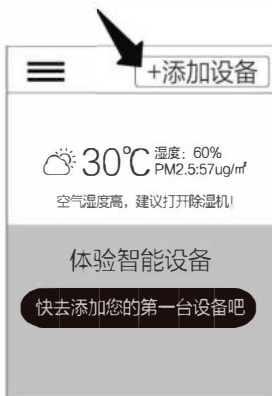 +添加设备
30℃
湿度：60%
PM2.5:57ug/㎡
空气湿度高，建议打开除湿机！
体验智能设备
快去添加您的第一台设备吧